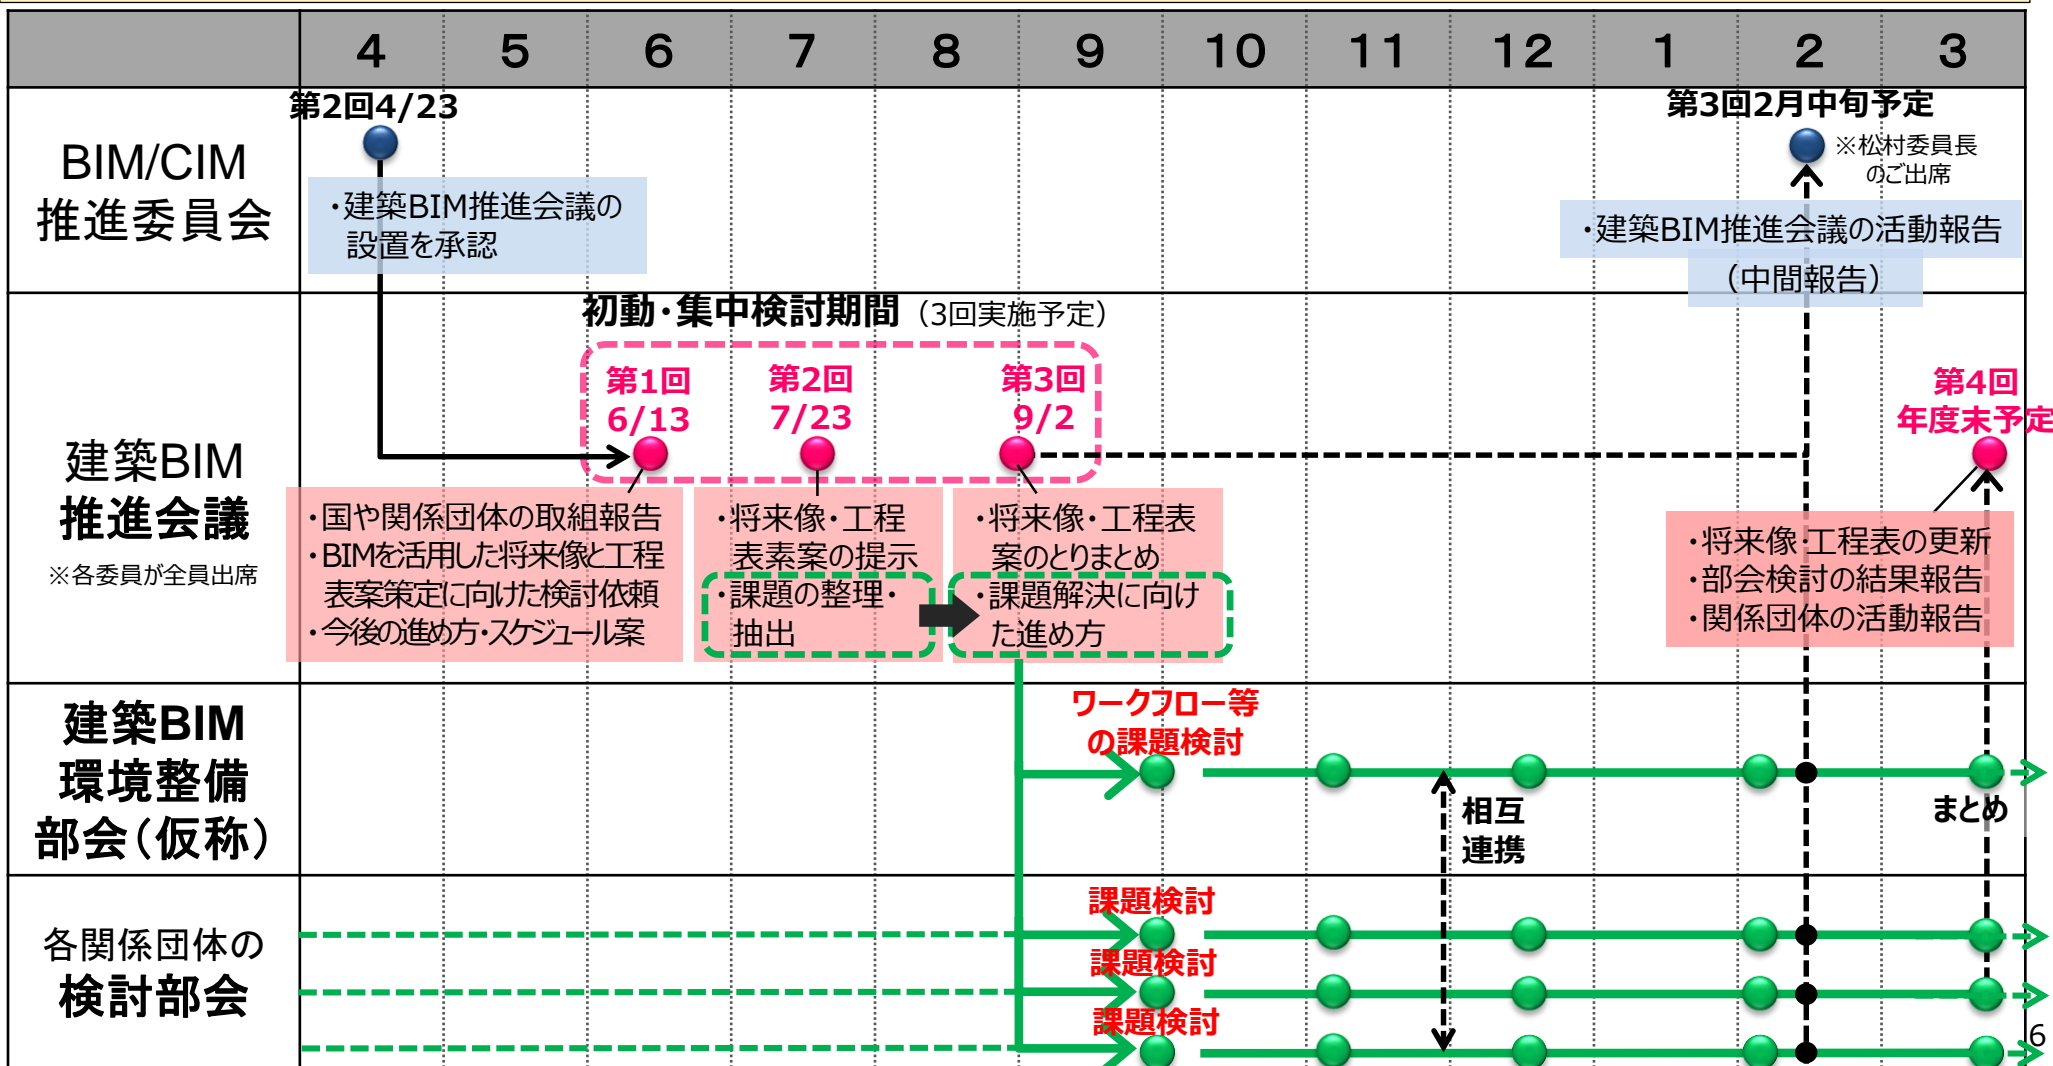 4 5 6 7 8 9 10 11 12 1 2 3
BIM/CIM
推進委員会
第2回4/23
・建築BIM推進会議の
設置を承認
第3回2月中旬予定
※松村委員長
のご出席
・建築BIM推進会議の活動報告
（中間報告）
建築BIM
推進会議
※各委員が全員出席
初動・集中検討期間（3回実施予定）
第1回
6/13
第2回
7/23
第3回
9/2
第4回
年度末予定
・国や関係団体の取組報告
・BIMを活用した将来像と工程
表案策定に向けた検討依頼
・今後の進め方・スケジュール案
・将来像・工程
表素案の提示
・課題の整理・
抽出
・将来像・工程表
案のとりまとめ
・課題解決に向け
た進め方
・将来像・工程表の更新
・部会検討の結果報告
・関係団体の活動報告
建築BIM
環境整備
部会（仮称）
ワークフロー等
の課題検討
相互
連携
まとめ
各関係団体の
検討部会
課題検討
課題検討
課題検討
6